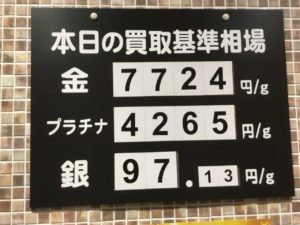 本日の買取基準相場
金 7724 円/g
プラチナ 4265 円/g
銀 97.13 円/g